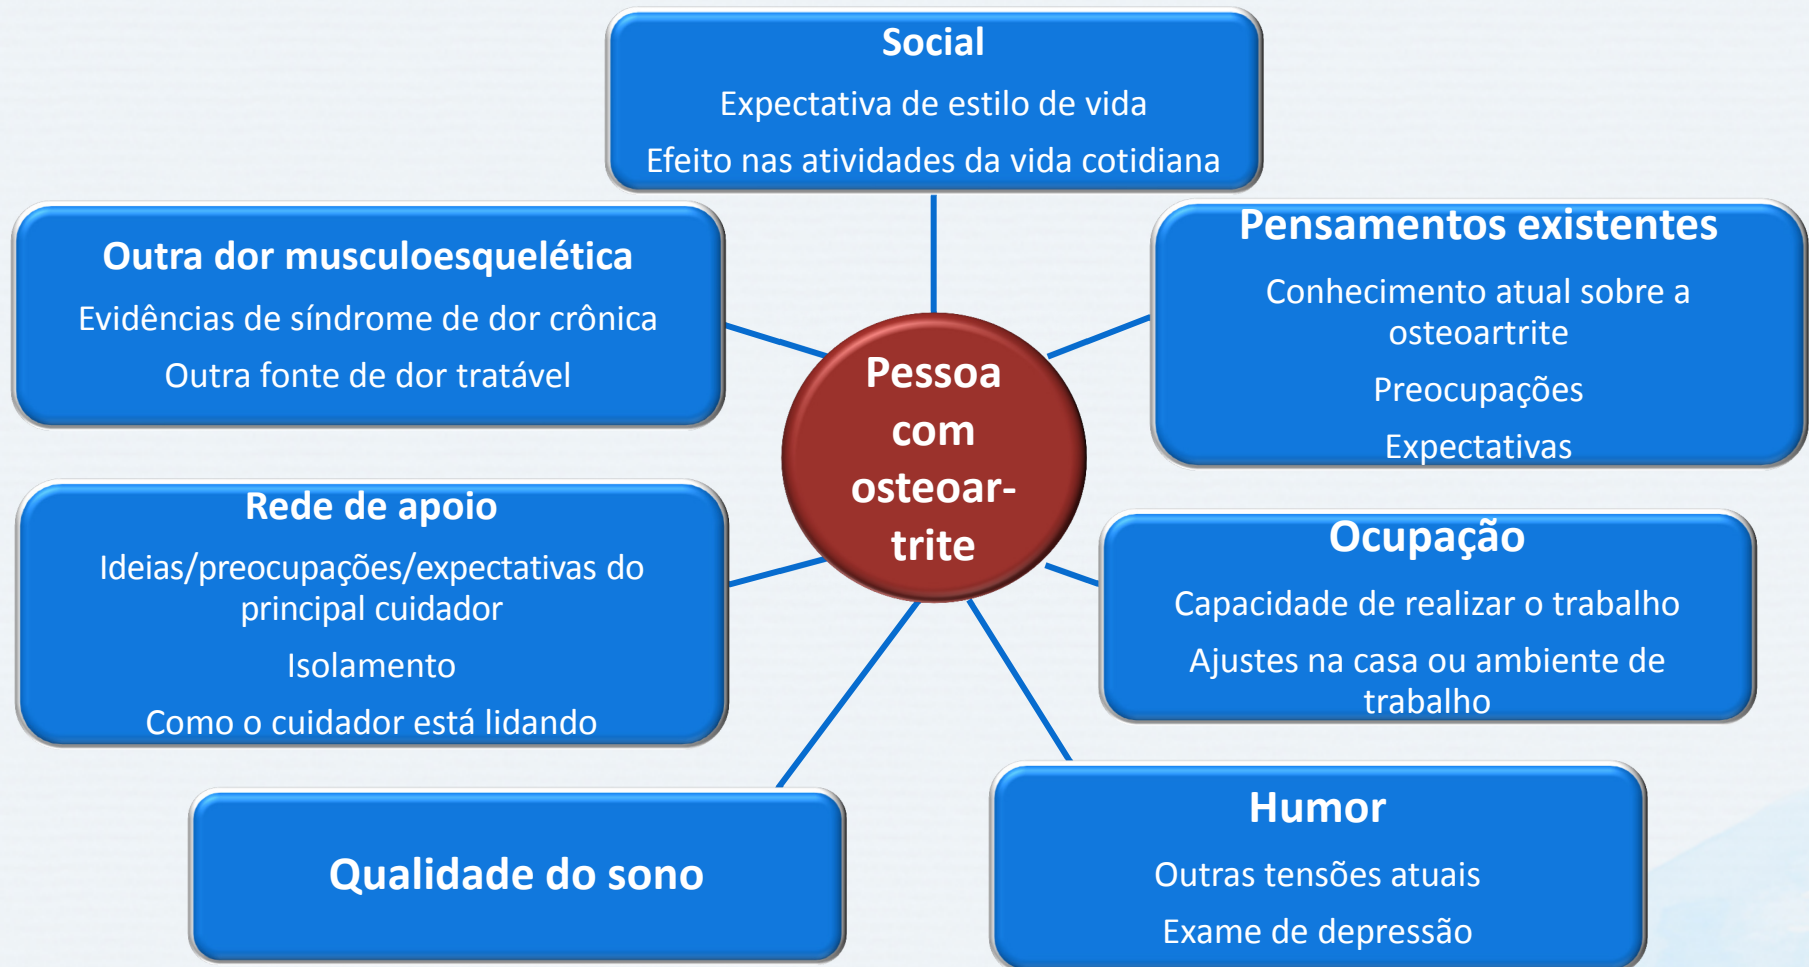 Social
Expectativa de estilo de vida
Efeito nas atividades da vida cotidiana
Outra dor musculoesquelética
Evidências de síndrome de dor crônica
Outra fonte de dor tratável
Pensamentos existentes
Conhecimento atual sobre a
osteoartrite
Preocupações
Expectativas
Pessoa
com
osteoar-
trite
Rede de apoio
Ideias/preocupações/expectativas do
principal cuidador
Isolamento
Como o cuidador está lidando
Ocupação
Capacidade de realizar o trabalho
Ajustes na casa ou ambiente de
trabalho
Qualidade do sono
Humor
Outras tensões atuais
Exame de depressão